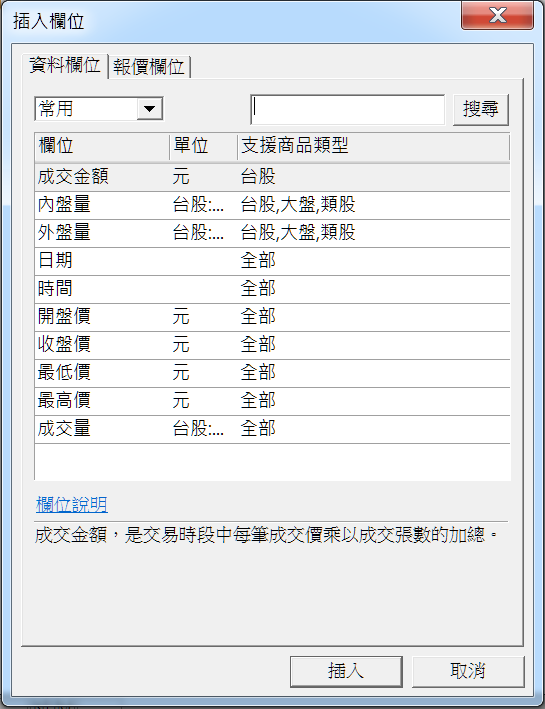 插入欄位
資料欄位 報價欄位
常用 搜尋
欄位 單位 支援商品類型
成交金額 元 台股
內盤量 台股:... 台股,大盤,類股
外盤量 台股:... 台股,大盤,類股
日期 全部
時間 全部
開盤價 元 全部
收盤價 元 全部
最低價 元 全部
最高價 元 全部
成交量 台股:... 全部
欄位說明
成交金額，是交易時段中每筆成交價乘以成交張數的加總。
插入 取消